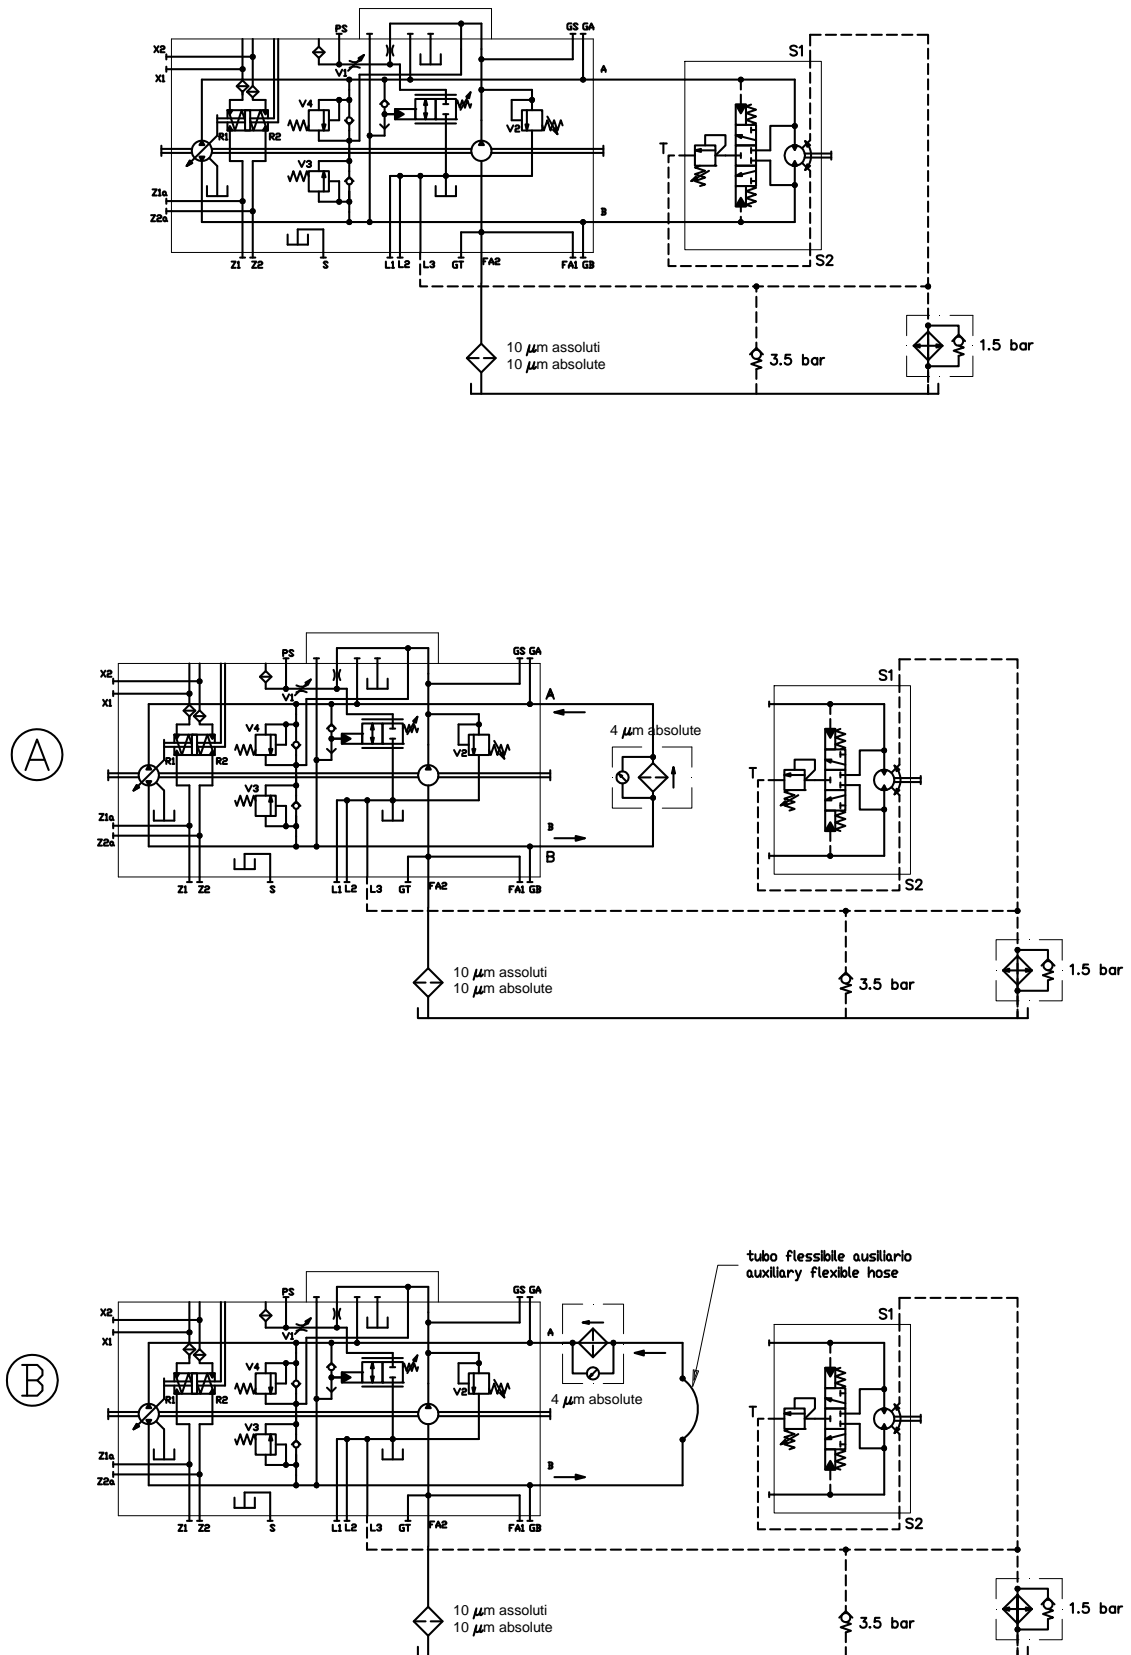 PS
GS GA
X2
X1
V1
A
S1
V4
R1
R2
V2
T
V3
Z1a
Z2a
B
Z1 Z2
S
L1 L2 L3
GT
FA2
FA1 GB
S2
10 μm assoluti
10 μm absolute
3.5 bar
1.5 bar
A
PS
GS GA
X2
X1
V1
A
S1
V4
R1
R2
V2
4 μm absolute
T
V3
Z1a
Z2a
B
B
Z1 Z2
S
L1 L2 L3
GT
FA2
FA1 GB
S2
10 μm assoluti
10 μm absolute
3.5 bar
1.5 bar
tubo flessibile ausiliario
auxiliary flexible hose
B
PS
GS GA
X2
X1
V1
A
S1
V4
R1
R2
V2
4 μm absolute
T
V3
Z1a
Z2a
B
Z1 Z2
S
L1 L2 L3
GT
FA2
FA1 GB
S2
10 μm assoluti
10 μm absolute
3.5 bar
1.5 bar